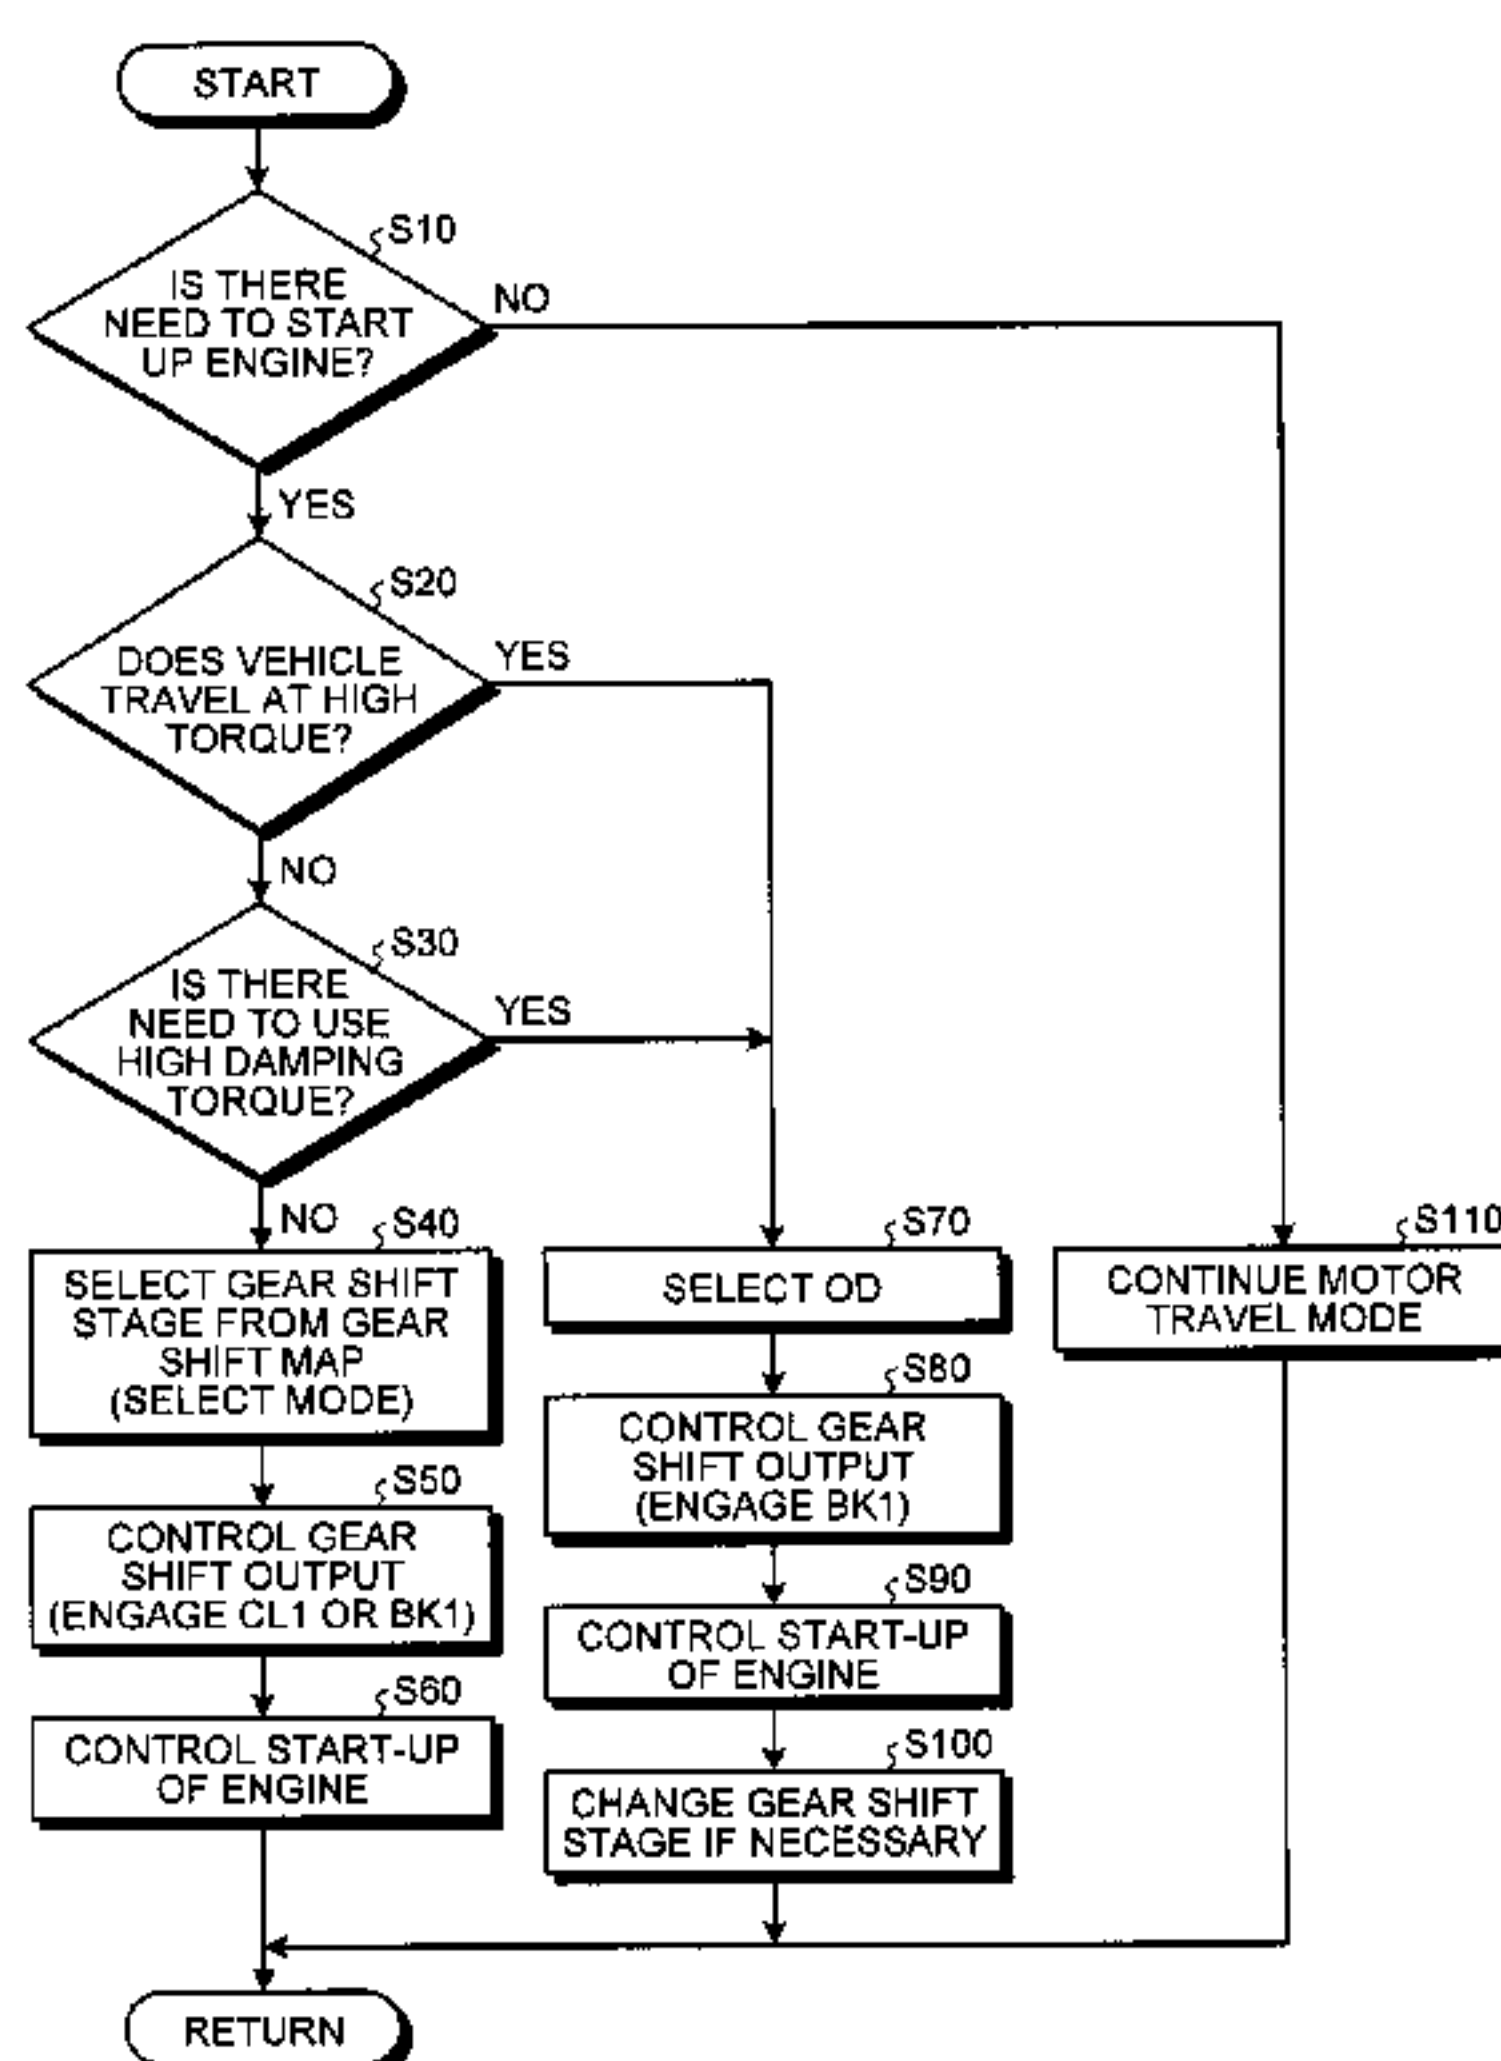 START
S10
IS THERE
NEED TO START
UP ENGINE?
NO
YES
S20
DOES VEHICLE
TRAVEL AT HIGH
TORQUE?
YES
NO
S30
IS THERE
NEED TO USE
HIGH DAMPING
TORQUE?
YES
NO
S40
SELECT GEAR SHIFT
STAGE FROM GEAR
SHIFT MAP
(SELECT MODE)
S50
CONTROL GEAR
SHIFT OUTPUT
(ENGAGE CL1 OR BK1)
S60
CONTROL START-UP
OF ENGINE
S70
SELECT OD
S80
CONTROL GEAR
SHIFT OUTPUT
(ENGAGE BK1)
S90
CONTROL START-UP
OF ENGINE
S100
CHANGE GEAR SHIFT
STAGE IF NECESSARY
S110
CONTINUE MOTOR
TRAVEL MODE
RETURN